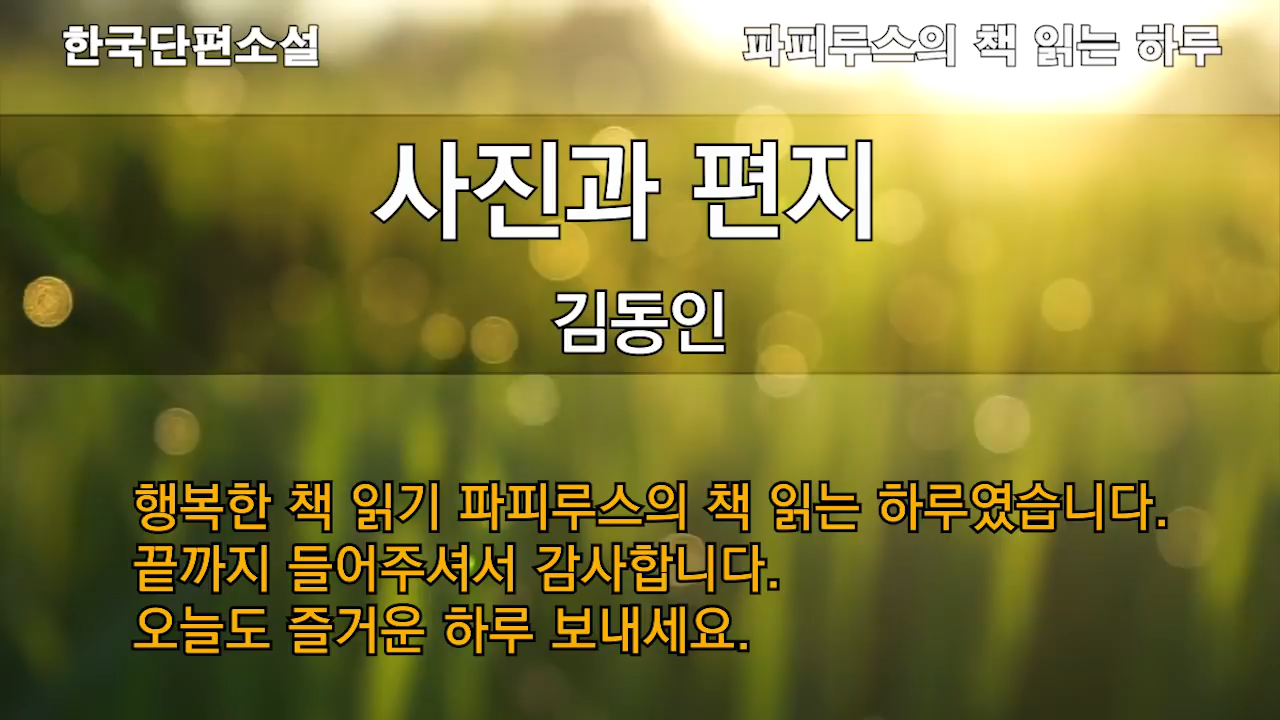 한국단편소설
파피루스의 책 읽는 하루
사진과 편지
김동인
행복한 책 읽기 파피루스의 책 읽는 하루였습니다.
끝까지 들어주셔서 감사합니다.
오늘도 즐거운 하루 보내세요.